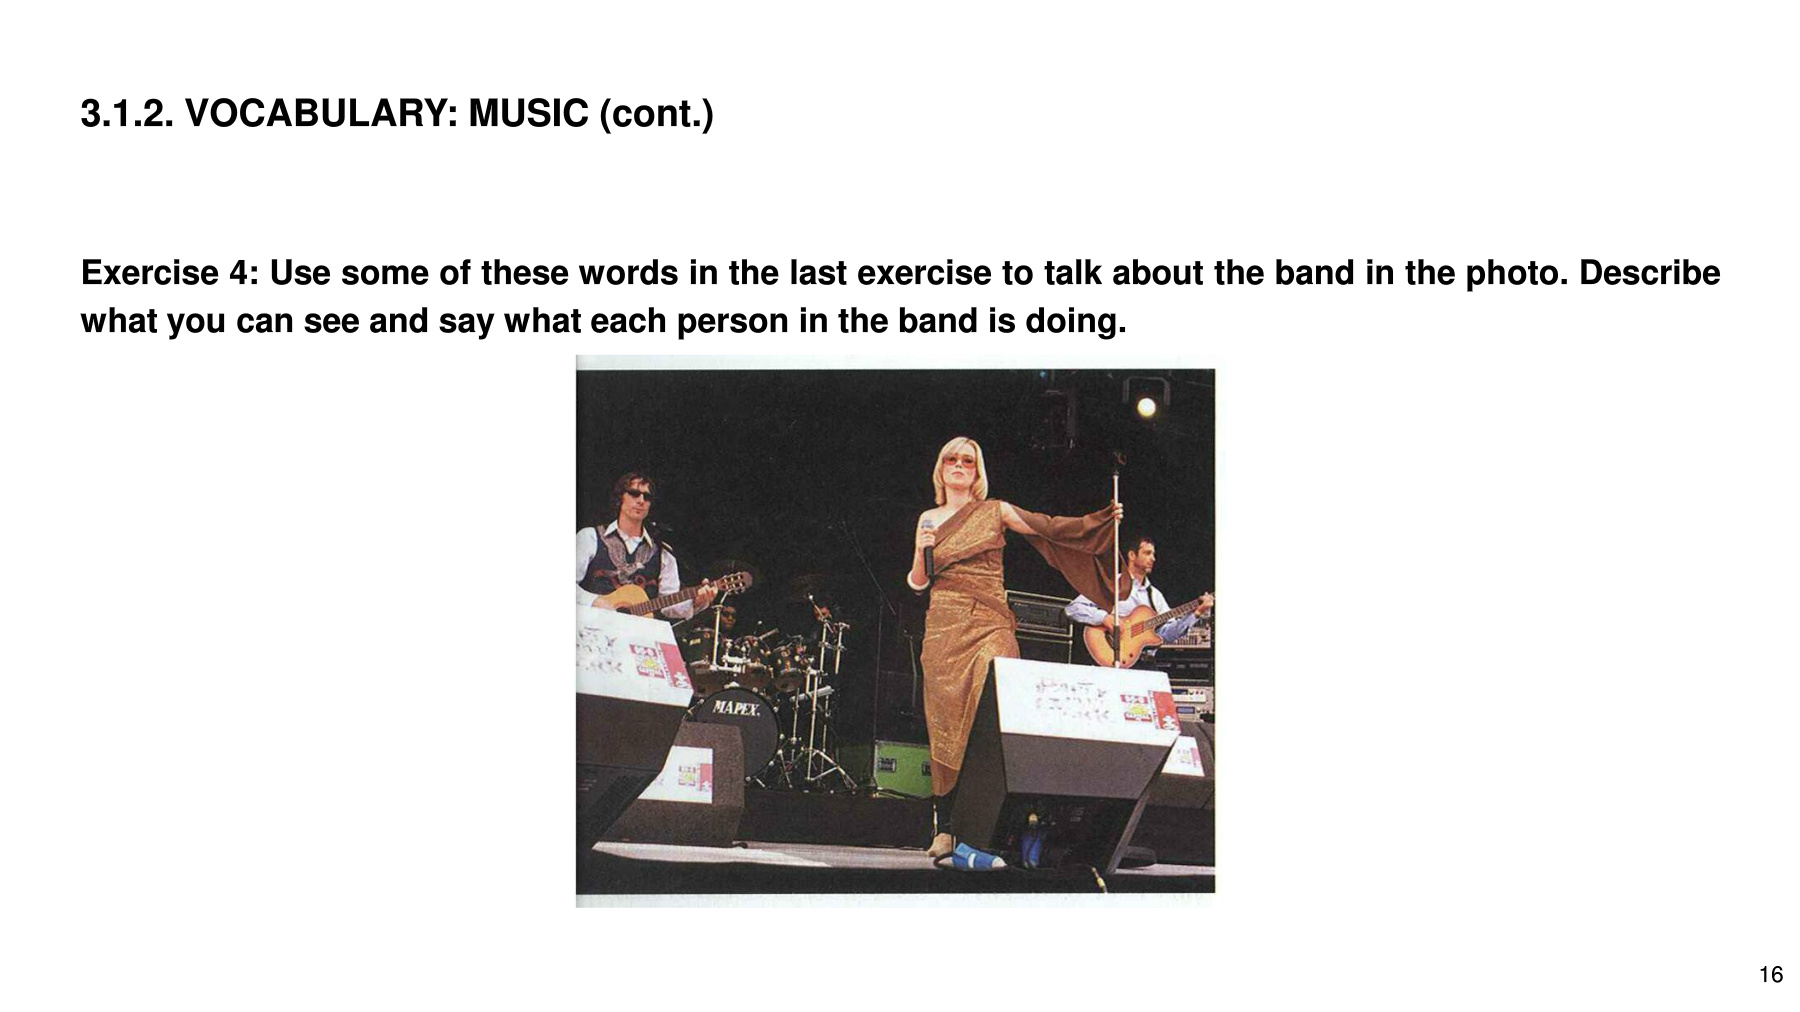 3.1.2. VOCABULARY: MUSIC (cont.)
Exercise 4: Use some of these words in the last exercise to talk about the band in the photo. Describe
what you can see and say what each person in the band is doing.
MAPEX
16